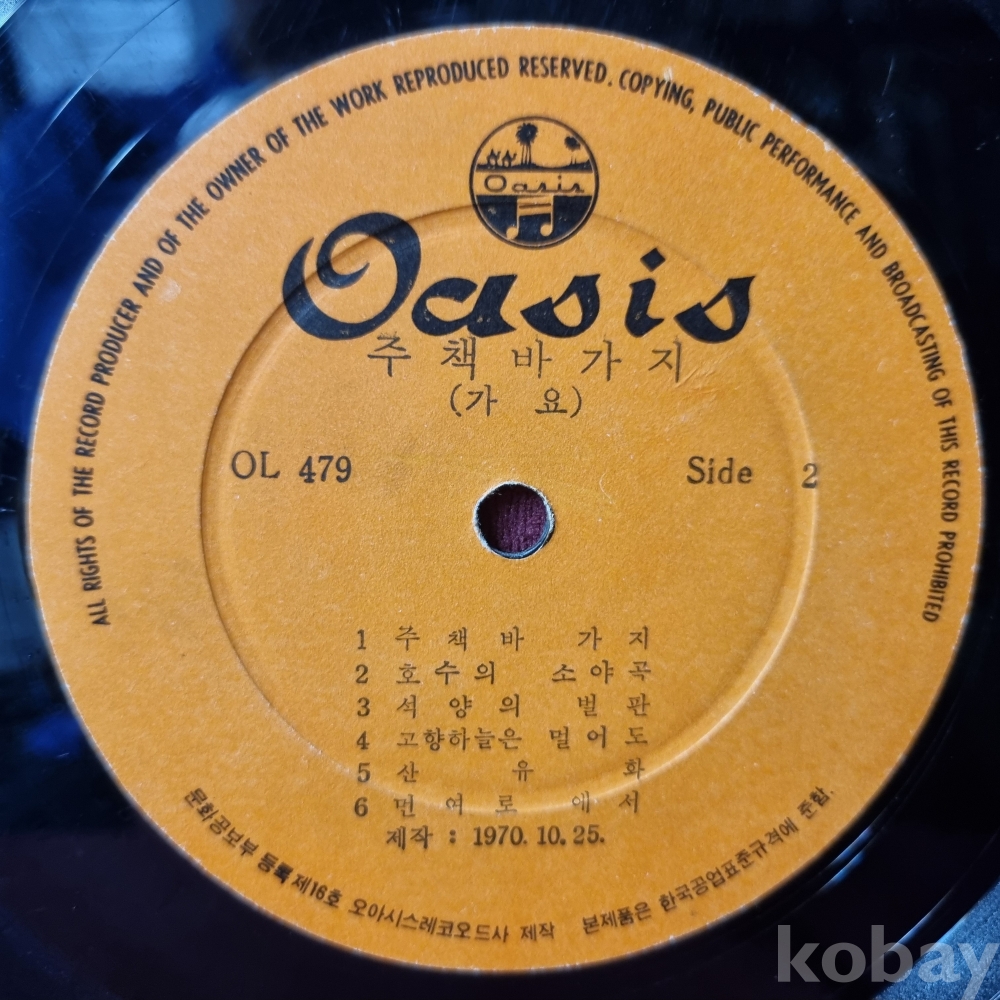 ALL RIGHTS OF THE RECORD PRODUCER AND OF THE OWNER OF THE WORK REPRODUCED RESERVED. COPYING, PUBLIC PERFORMANCE AND BROADCASTING OF THIS RECORD PROHIBITED
Oasis
Oasis
주책바가지
(가요)
OL 479 Side 2
1 주책바 가지
2 호수의 소야곡
3 석양의 벌판
4 고향하늘은 멀어도
5 산유화
6 먼여로에서
제작 : 1970. 10. 25.
문화공보부 등록 제16호 오아시스레코오드사 제작 본제품은 한국공업표준규격에 준함.
kobay